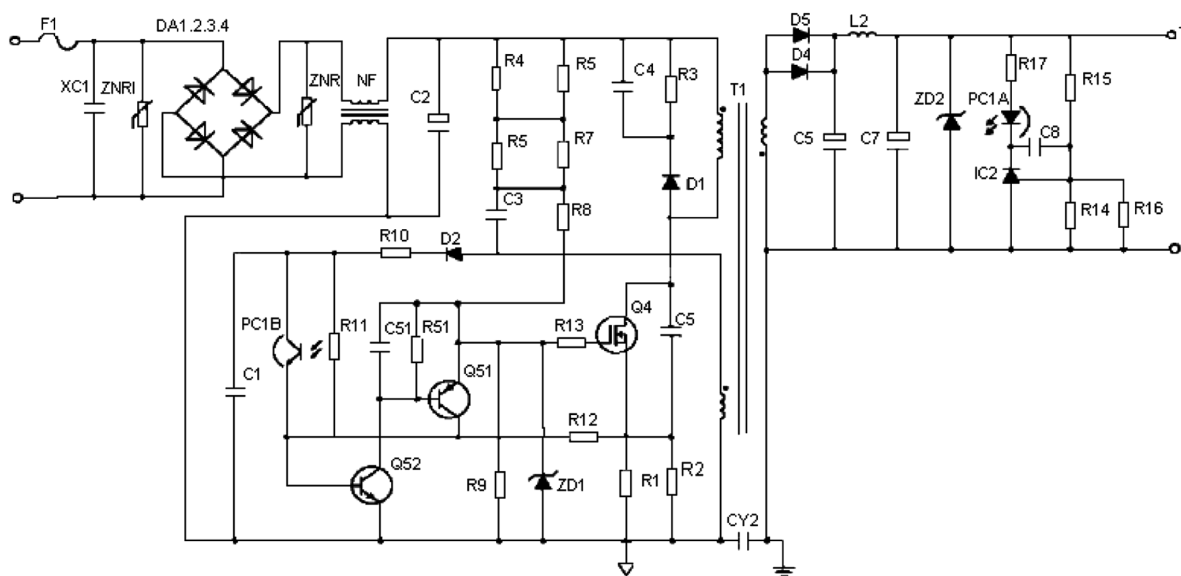 F1
DA1.2.3.4
XC1
ZNRI
ZNR
NF
C2
R4
R5
C4
R3
T1
D5
L2
D4
R17
R15
ZD2
PC1A
C5
C7
C8
R5
R7
D1
IC2
C3
R8
R14
R16
R10
D2
PC1B
R11
C51
R51
R13
Q4
C5
C1
Q51
R12
Q52
R9
ZD1
R1
R2
CY2